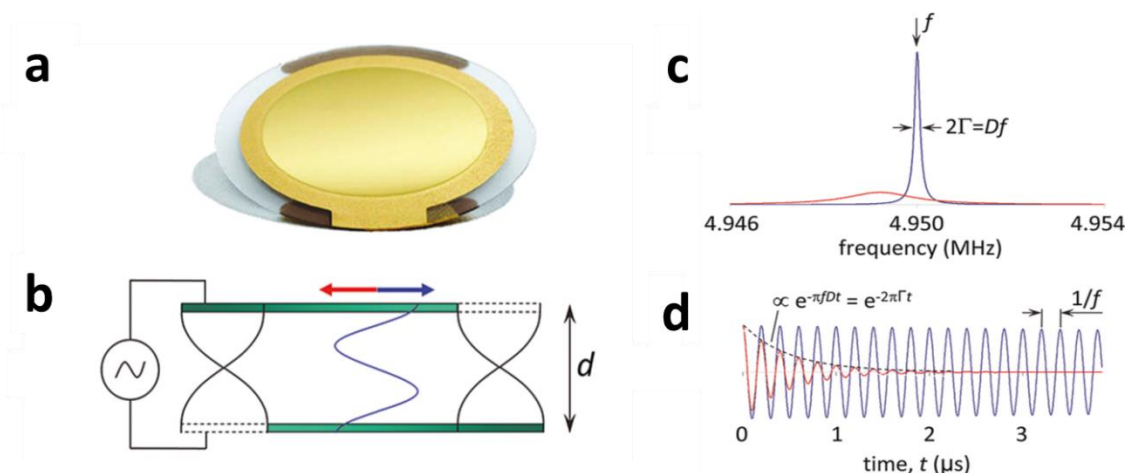 a
b
d
c
f
2Γ=Df
4.946
4.950
4.954
frequency (MHz)
d
∝ e^-πfDt = e^-2πΓt
1/f
0
1
2
3
time, t (µs)